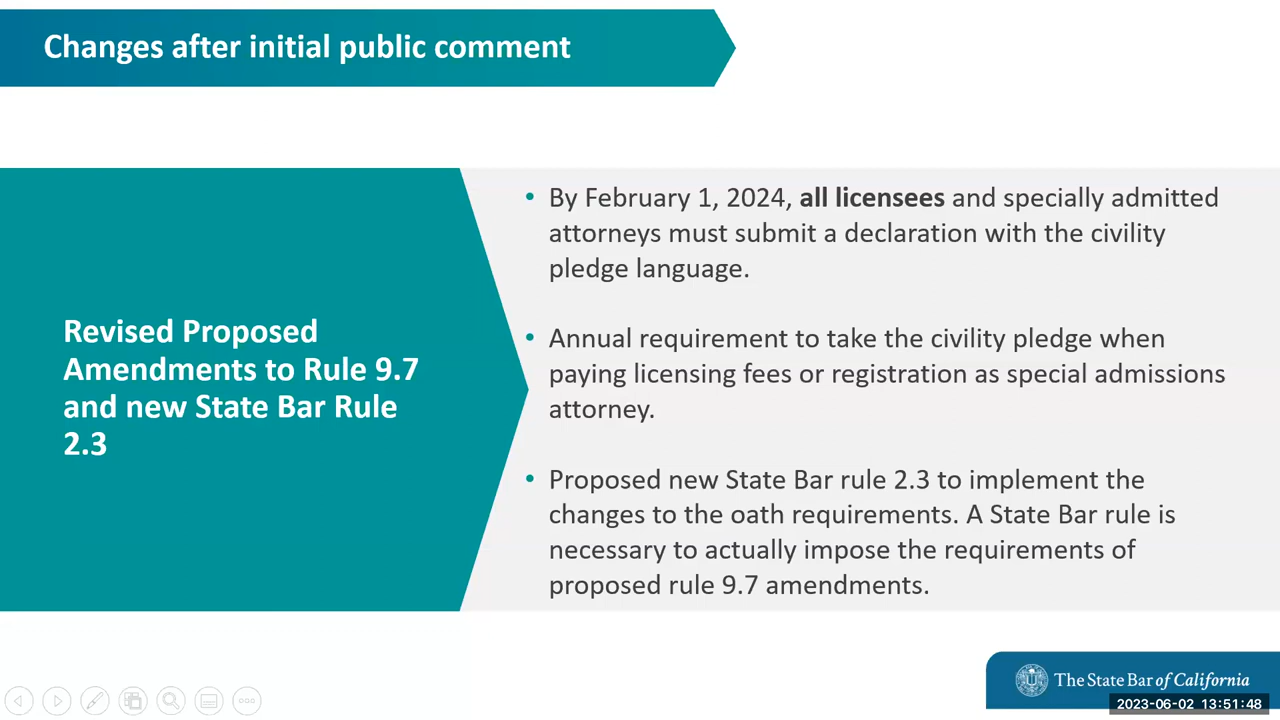 Changes after initial public comment
Revised Proposed
Amendments to Rule 9.7
and new State Bar Rule
2.3
• By February 1, 2024, all licensees and specially admitted
attorneys must submit a declaration with the civility
pledge language.
• Annual requirement to take the civility pledge when
paying licensing fees or registration as special admissions
attorney.
• Proposed new State Bar rule 2.3 to implement the
changes to the oath requirements. A State Bar rule is
necessary to actually impose the requirements of
proposed rule 9.7 amendments.
The State Bar of California
2023-06-02 13:51:48